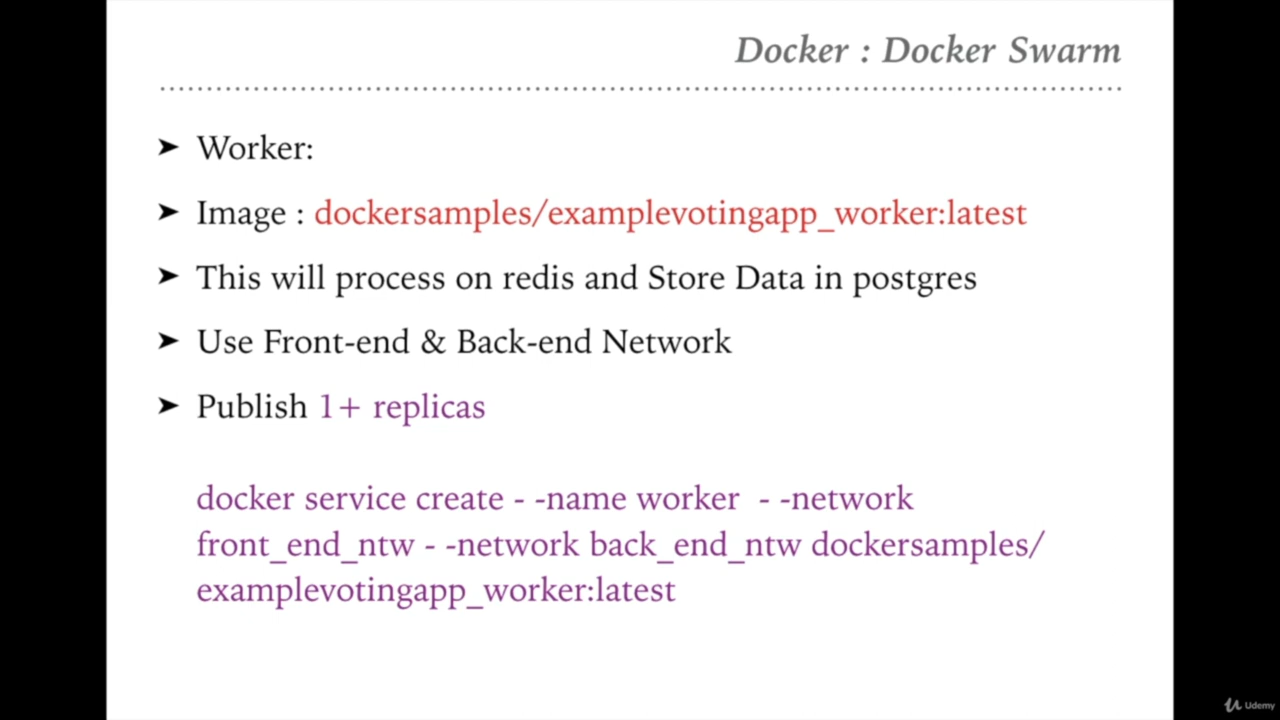 Docker : Docker Swarm
➤ Worker:
➤ Image : dockersamples/examplevotingapp_worker:latest
➤ This will process on redis and Store Data in postgres
➤ Use Front-end & Back-end Network
➤ Publish 1+ replicas
docker service create - -name worker - -network
front_end_ntw - -network back_end_ntw dockersamples/
examplevotingapp_worker:latest
Udemy